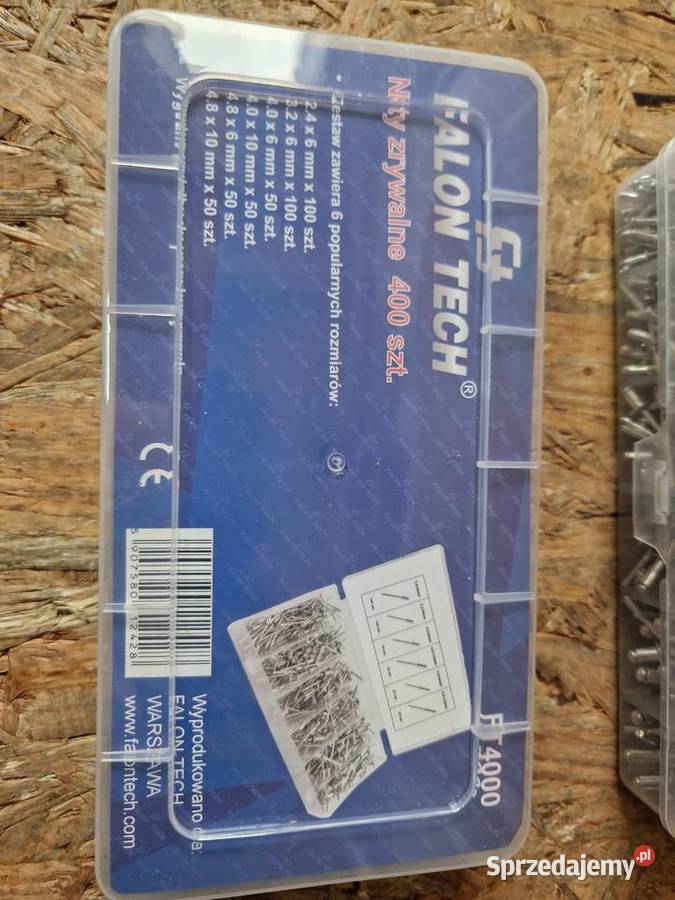 FALON TECH®
Nity zrywalne 400 szt.
• Zestaw zawiera 6 popularnych rozmiarów:
2.4 x 6 mm x 100 szt.
3.2 x 6 mm x 100 szt.
4.0 x 6 mm x 50 szt.
4.0 x 10 mm x 50 szt.
4.8 x 6 mm x 50 szt.
4.8 x 10 mm x 50 szt.
CE
5 907580 12428
4000
Wyprodukowano dla:
FALON TECH
WARSZAWA
www.falontech.com
Sprzedajemy.pl